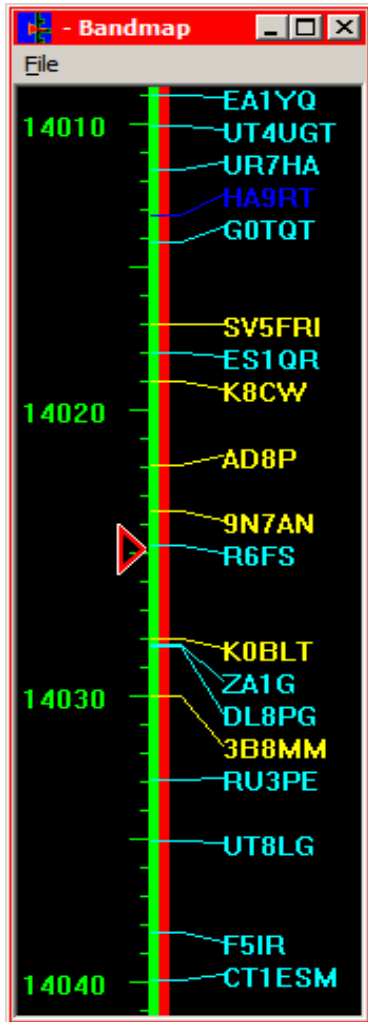 - Bandmap
File
EA1YQ
14010 UT4UGT
UR7HA
HA9RT
G0TQT
SV5FRI
ES1QR
K8CW
14020
AD8P
9N7AN
R6FS
K0BLT
ZA1G
14030 DL8PG
3B8MM
RU3PE
UT8LG
F5IR
14040 CT1ESM